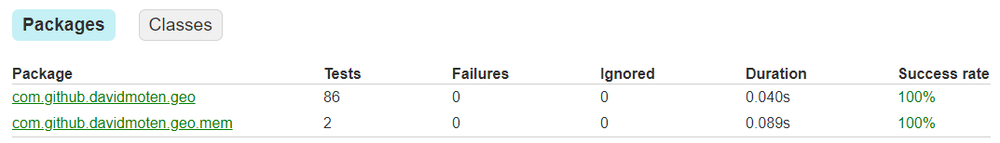 Packages Classes
Package Tests Failures Ignored Duration Success rate
com.github.davidmoten.geo 86 0 0 0.040s 100%
com.github.davidmoten.geo.mem 2 0 0 0.089s 100%